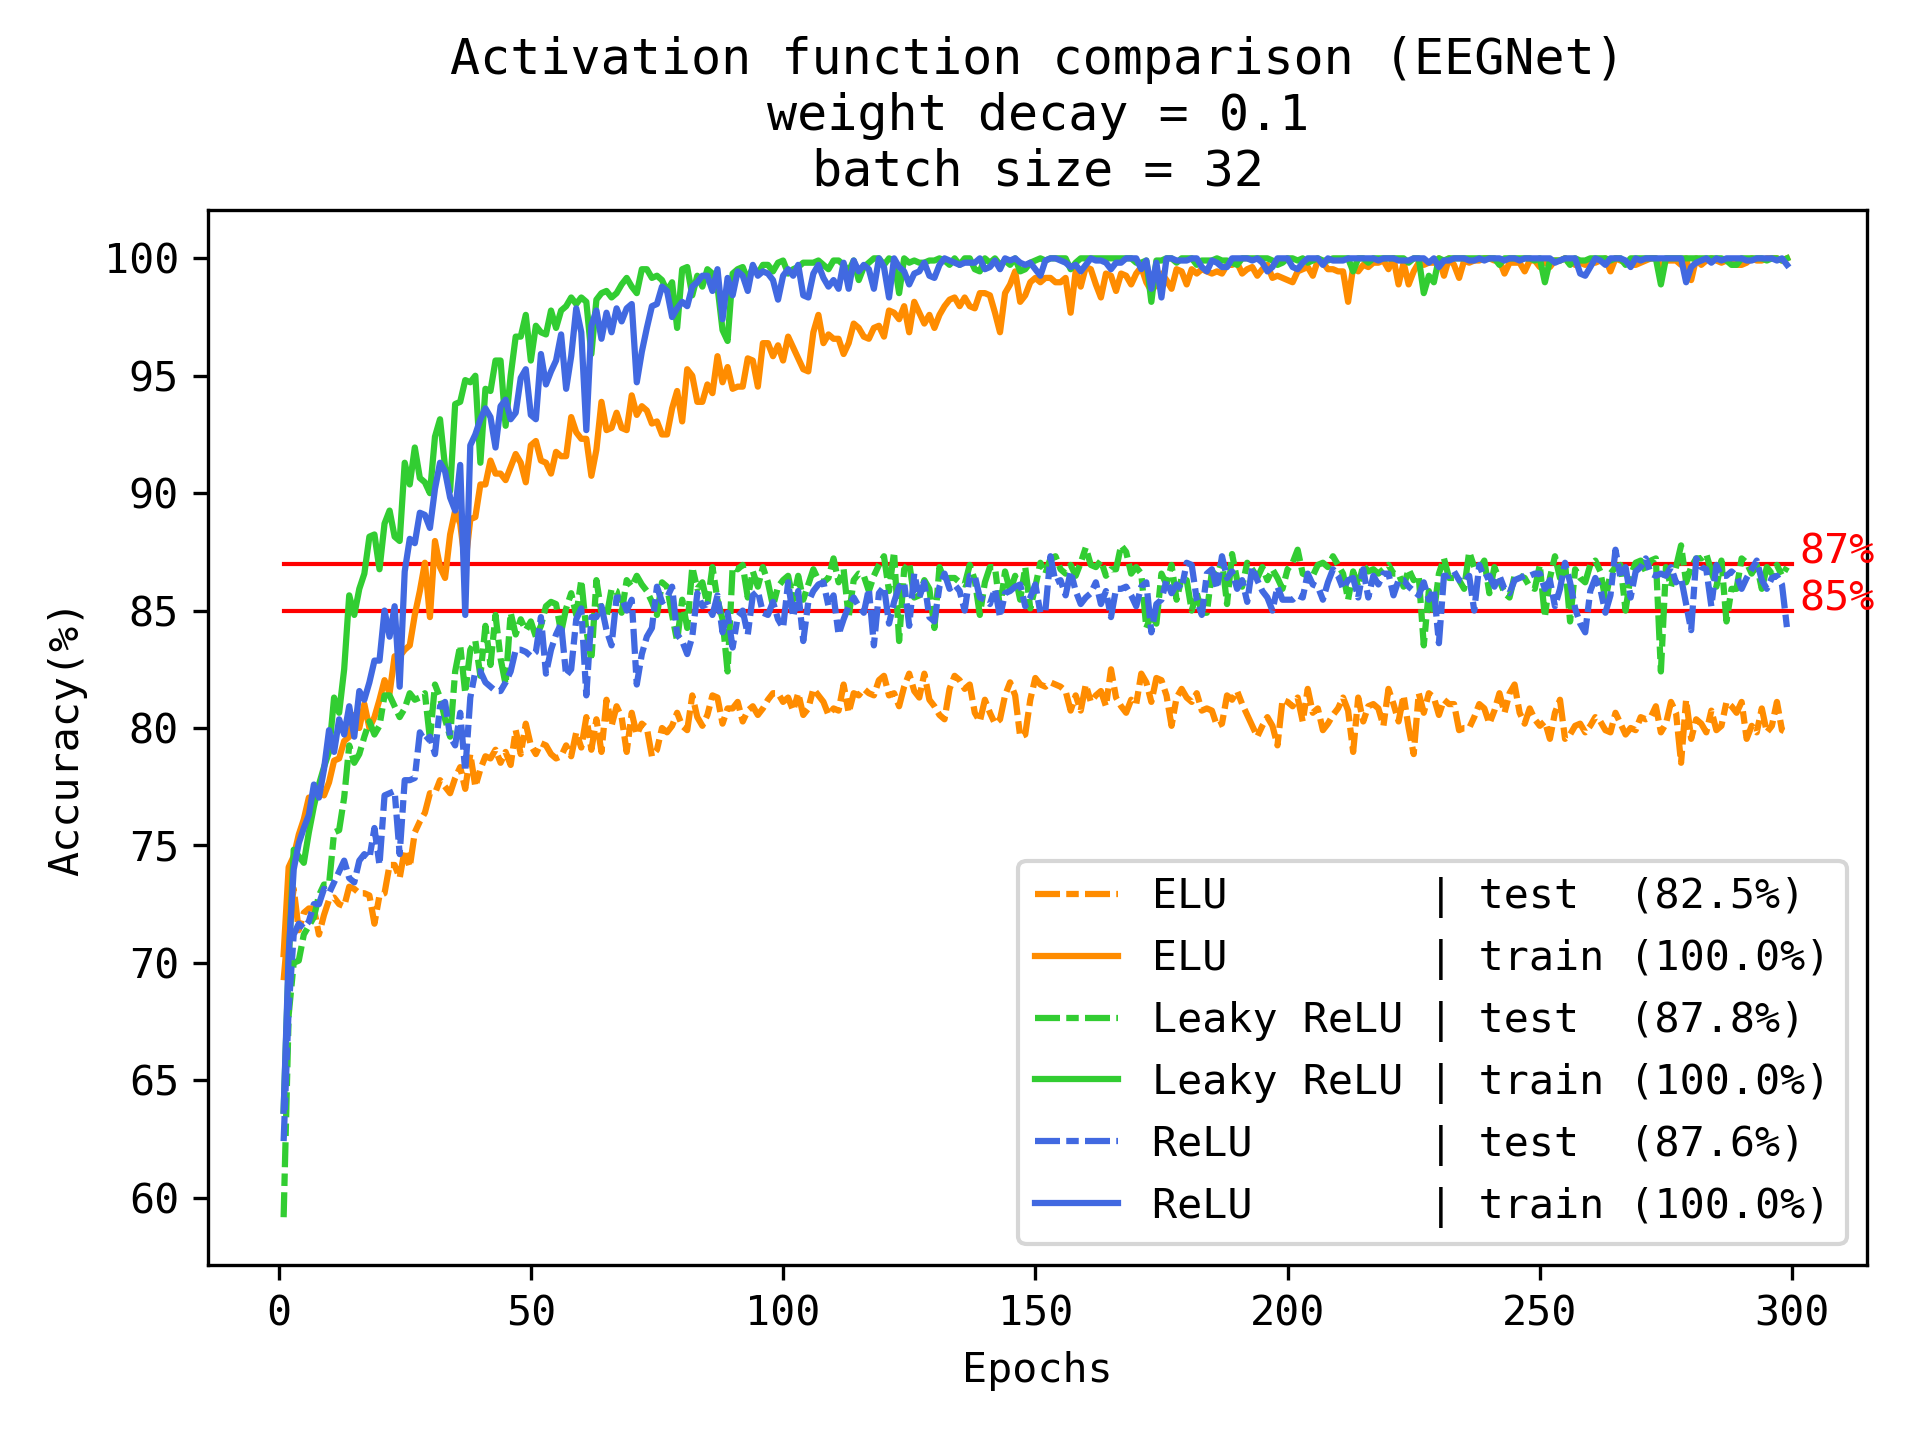 Activation function comparison (EEGNet)
weight decay = 0.1
batch size = 32
100
95
90
85
80
75
70
65
60
Accuracy(%)
87%
85%
ELU | test (82.5%)
ELU | train (100.0%)
Leaky ReLU | test (87.8%)
Leaky ReLU | train (100.0%)
ReLU | test (87.6%)
ReLU | train (100.0%)
0 50 100 150 200 250 300
Epochs